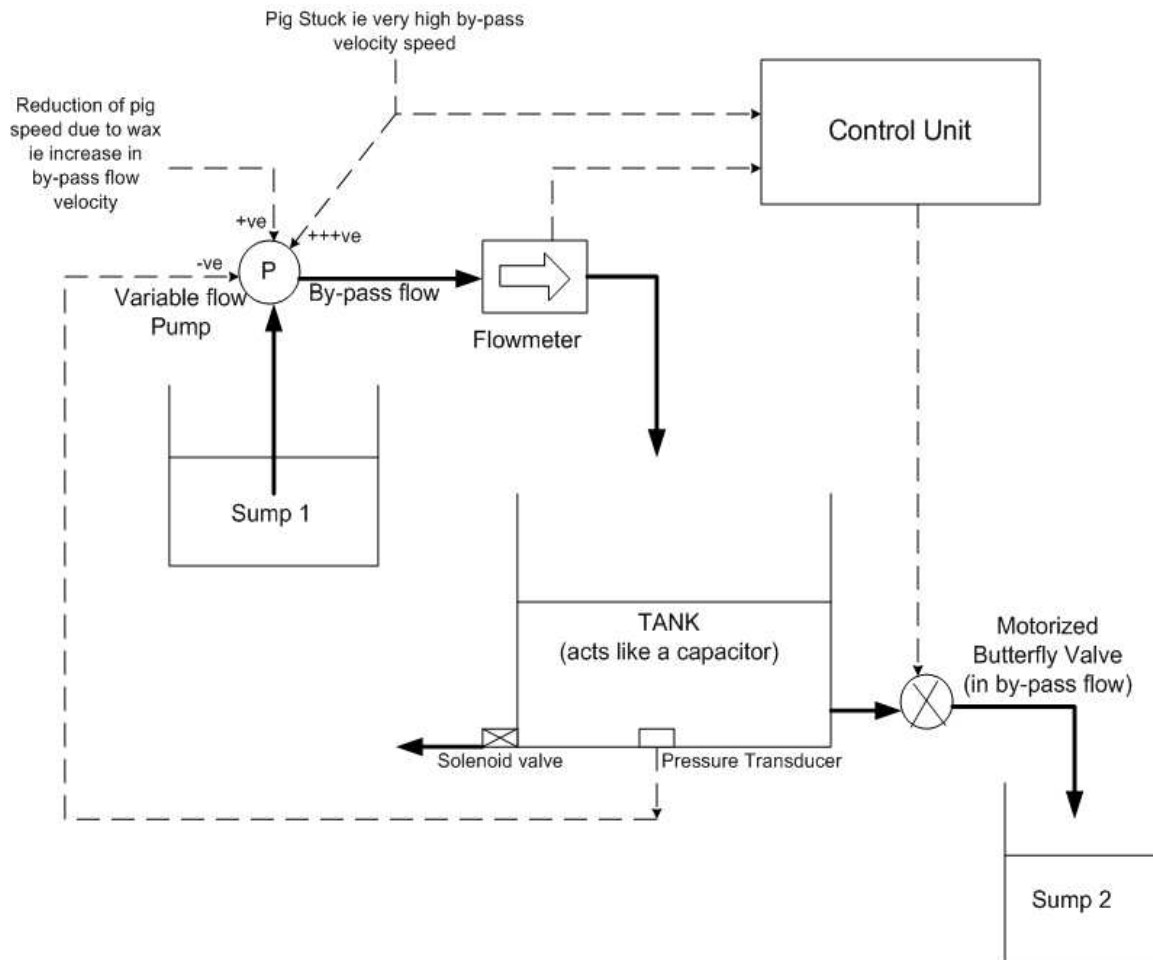 Pig Stuck ie very high by-pass
velocity speed
Reduction of pig
speed due to wax
ie increase in
by-pass flow
velocity
Control Unit
+ve
+++ve
-ve
P
Variable flow
Pump
By-pass flow
Flowmeter
Sump 1
TANK
(acts like a capacitor)
Motorized
Butterfly Valve
(in by-pass flow)
Solenoid valve
Pressure Transducer
Sump 2